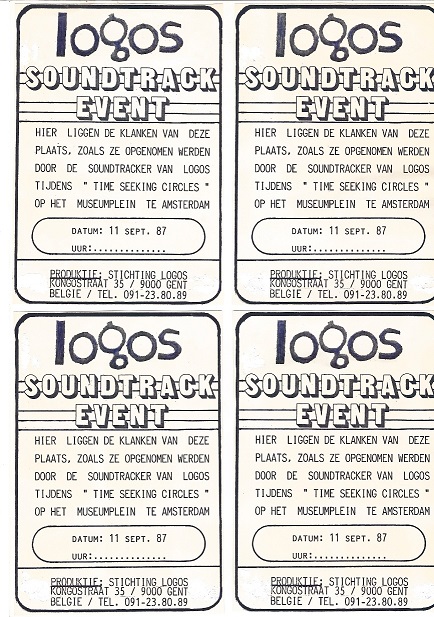 logos
SOUNDTRACK
EVENT
HIER LIGGEN DE KLANKEN VAN DEZE
PLAATS, ZOALS ZE OPGENOMEN WERDEN
DOOR DE SOUNDTRACKER VAN LOGOS
TIJDENS " TIME SEEKING CIRCLES "
OP HET MUSEUMPLEIN TE AMSTERDAM
DATUM: 11 SEPT. 87
UUR:..............
PRODUKTIE: STICHTING LOGOS
KONGOSTRAAT 35 / 9000 GENT
BELGIE / TEL. 091-23.80.89
logos
SOUNDTRACK
EVENT
HIER LIGGEN DE KLANKEN VAN DEZE
PLAATS, ZOALS ZE OPGENOMEN WERDEN
DOOR DE SOUNDTRACKER VAN LOGOS
TIJDENS " TIME SEEKING CIRCLES "
OP HET MUSEUMPLEIN TE AMSTERDAM
DATUM: 11 SEPT. 87
UUR:..............
PRODUKTIE: STICHTING LOGOS
KONGOSTRAAT 35 / 9000 GENT
BELGIE / TEL. 091-23.80.89
logos
SOUNDTRACK
EVENT
HIER LIGGEN DE KLANKEN VAN DEZE
PLAATS, ZOALS ZE OPGENOMEN WERDEN
DOOR DE SOUNDTRACKER VAN LOGOS
TIJDENS " TIME SEEKING CIRCLES "
OP HET MUSEUMPLEIN TE AMSTERDAM
DATUM: 11 SEPT. 87
UUR:..............
PRODUKTIE: STICHTING LOGOS
KONGOSTRAAT 35 / 9000 GENT
BELGIE / TEL. 091-23.80.89
logos
SOUNDTRACK
EVENT
HIER LIGGEN DE KLANKEN VAN DEZE
PLAATS, ZOALS ZE OPGENOMEN WERDEN
DOOR DE SOUNDTRACKER VAN LOGOS
TIJDENS " TIME SEEKING CIRCLES "
OP HET MUSEUMPLEIN TE AMSTERDAM
DATUM: 11 SEPT. 87
UUR:..............
PRODUKTIE: STICHTING LOGOS
KONGOSTRAAT 35 / 9000 GENT
BELGIE / TEL. 091-23.80.89